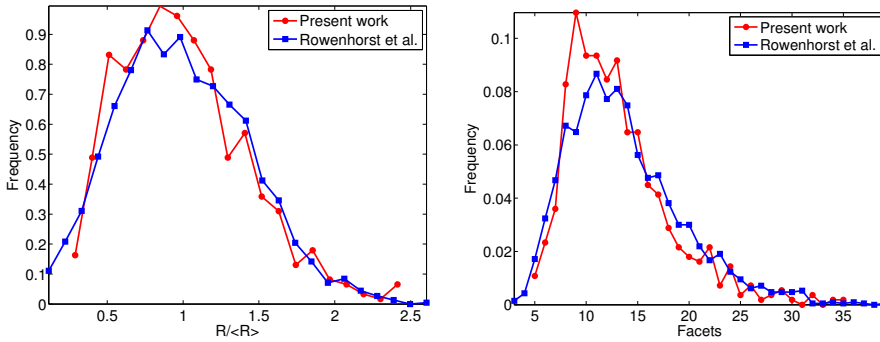 Present work
Rowenhorst et al.
0.9
0.8
0.7
0.6
0.5
0.4
0.3
0.2
0.1
0
Frequency
0.5 1 1.5 2 2.5
R/<R>
Present work
Rowenhorst et al.
0.1
0.08
0.06
0.04
0.02
0
Frequency
5 10 15 20 25 30 35
Facets